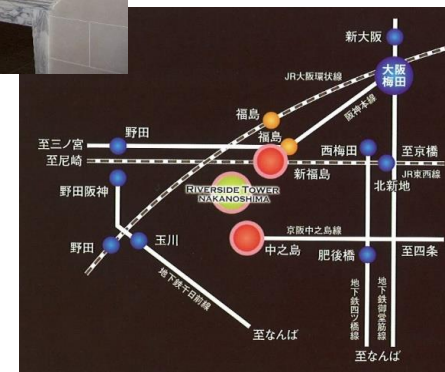 新大阪
大阪
梅田
JR大阪環状線
阪神本線
福島
福島
野田
至三ノ宮
至尼崎
西梅田
至京橋
JR東西線
新福島
北新地
野田阪神
RIVERSIDE TOWER
NAKANOSHIMA
京阪中之島線
野田
玉川
中之島
肥後橋
至四条
地下鉄千日前線
地下鉄四ツ橋線
地下鉄御堂筋線
至なんば
至なんば